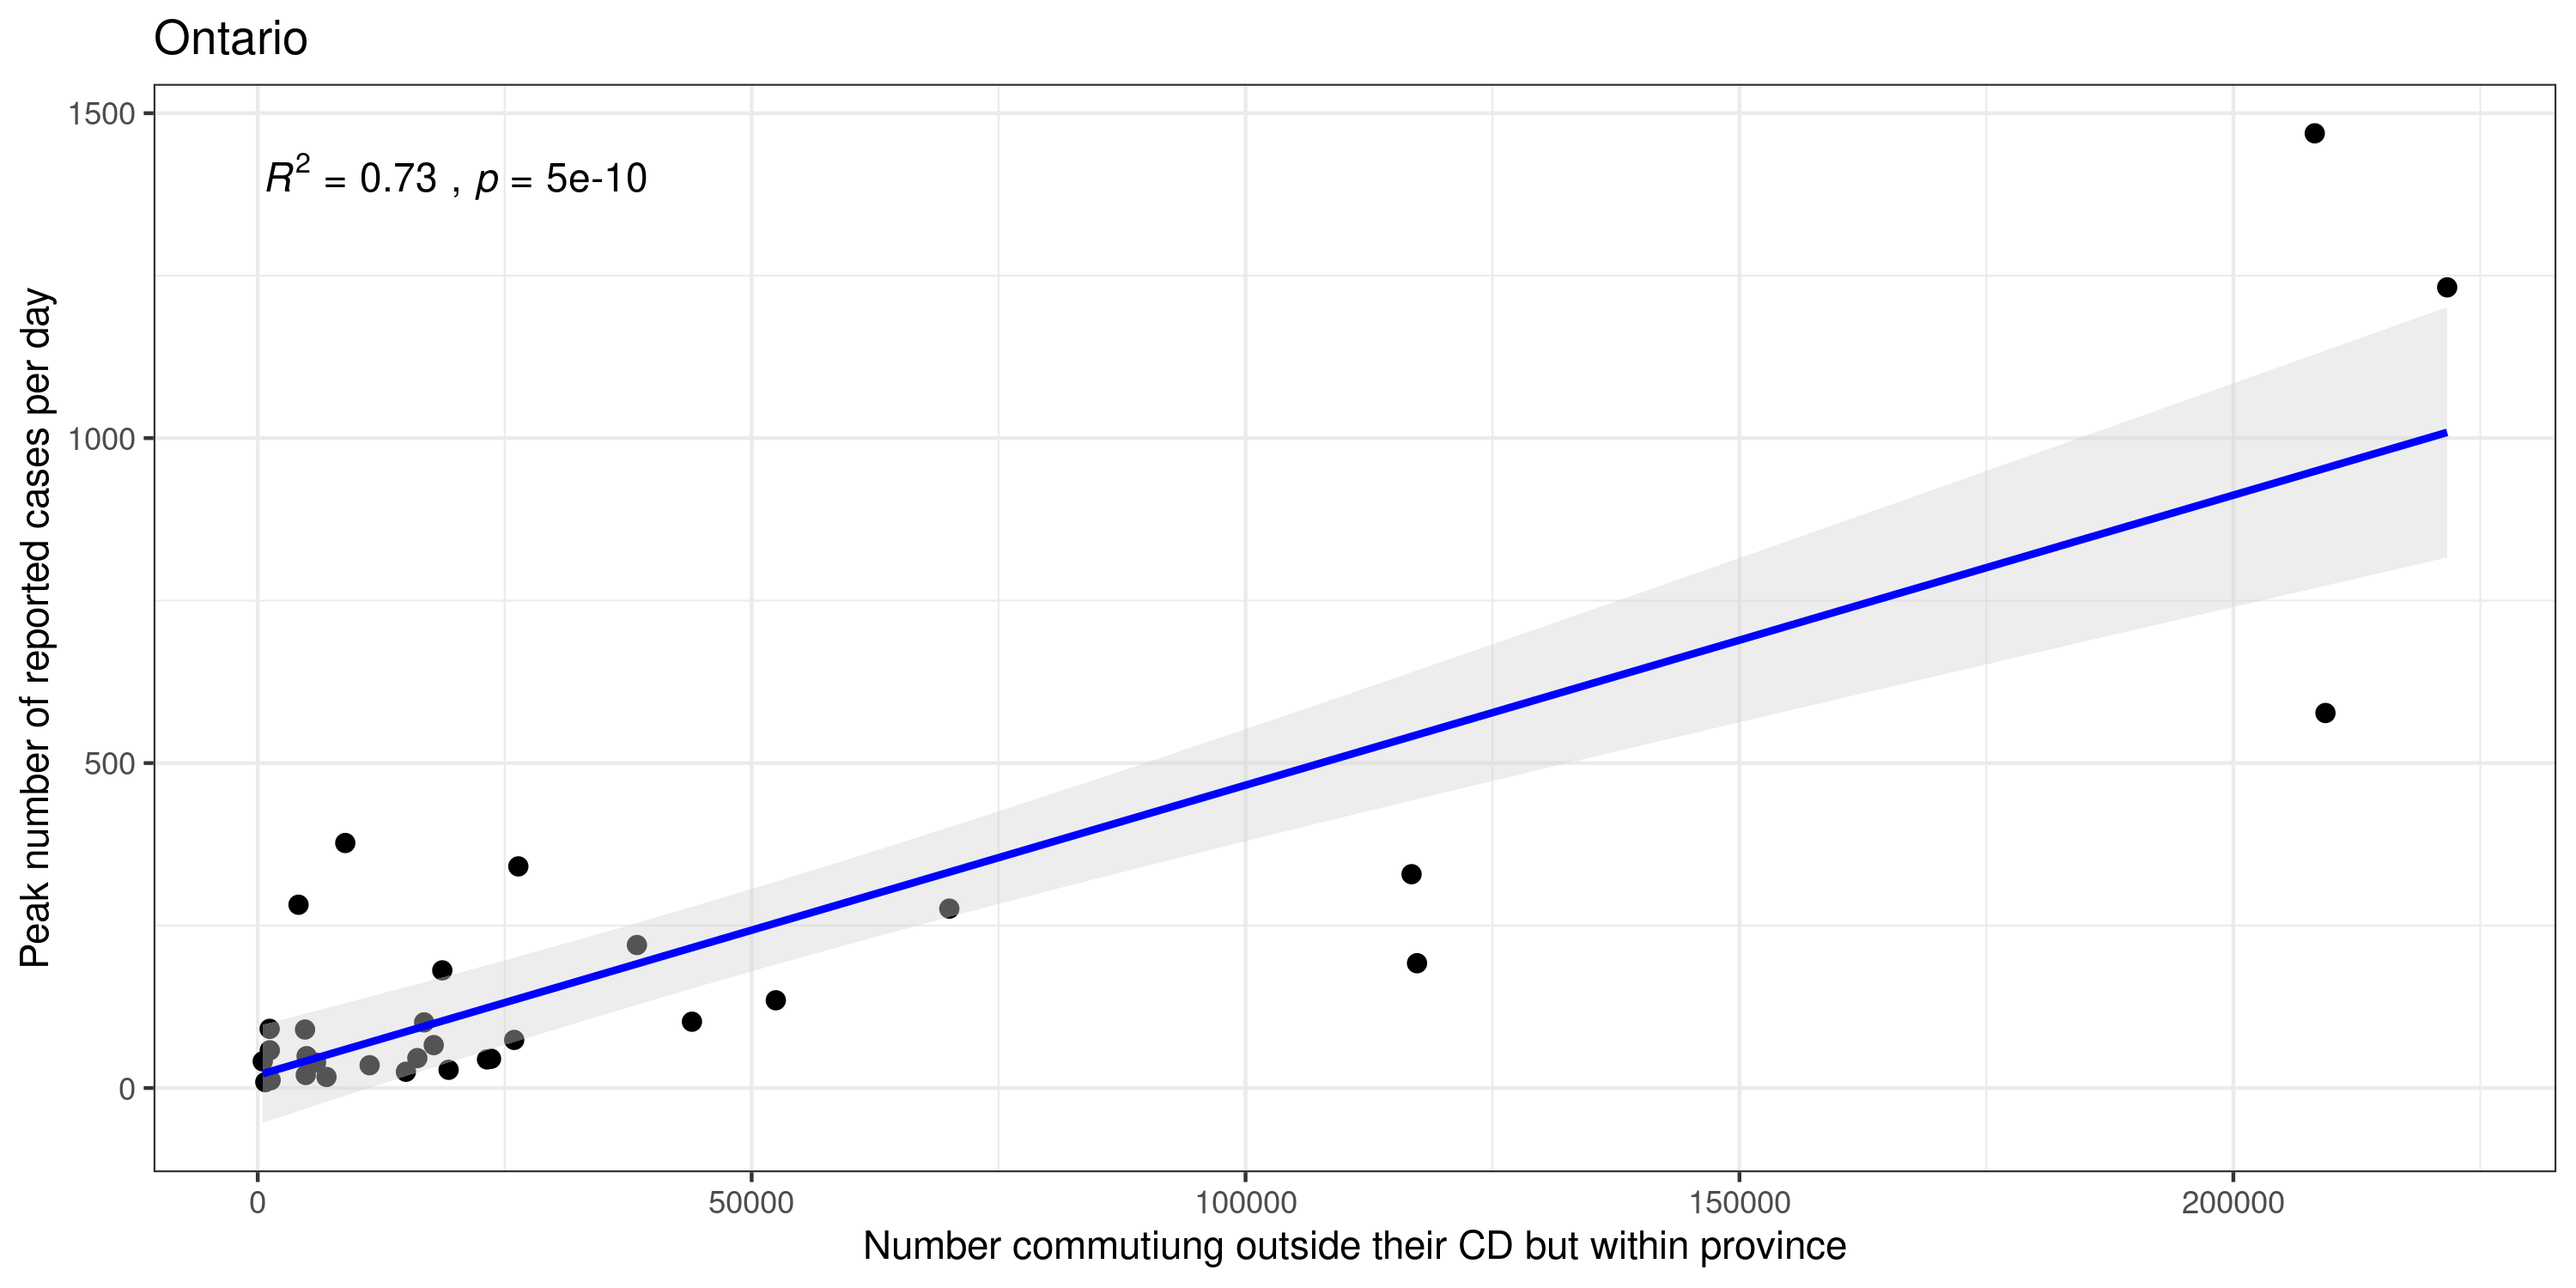 Ontario
1500
R² = 0.73 , p = 5e-10
1000
500
0
Peak number of reported cases per day
0 50000 100000 150000 200000
Number commutiung outside their CD but within province